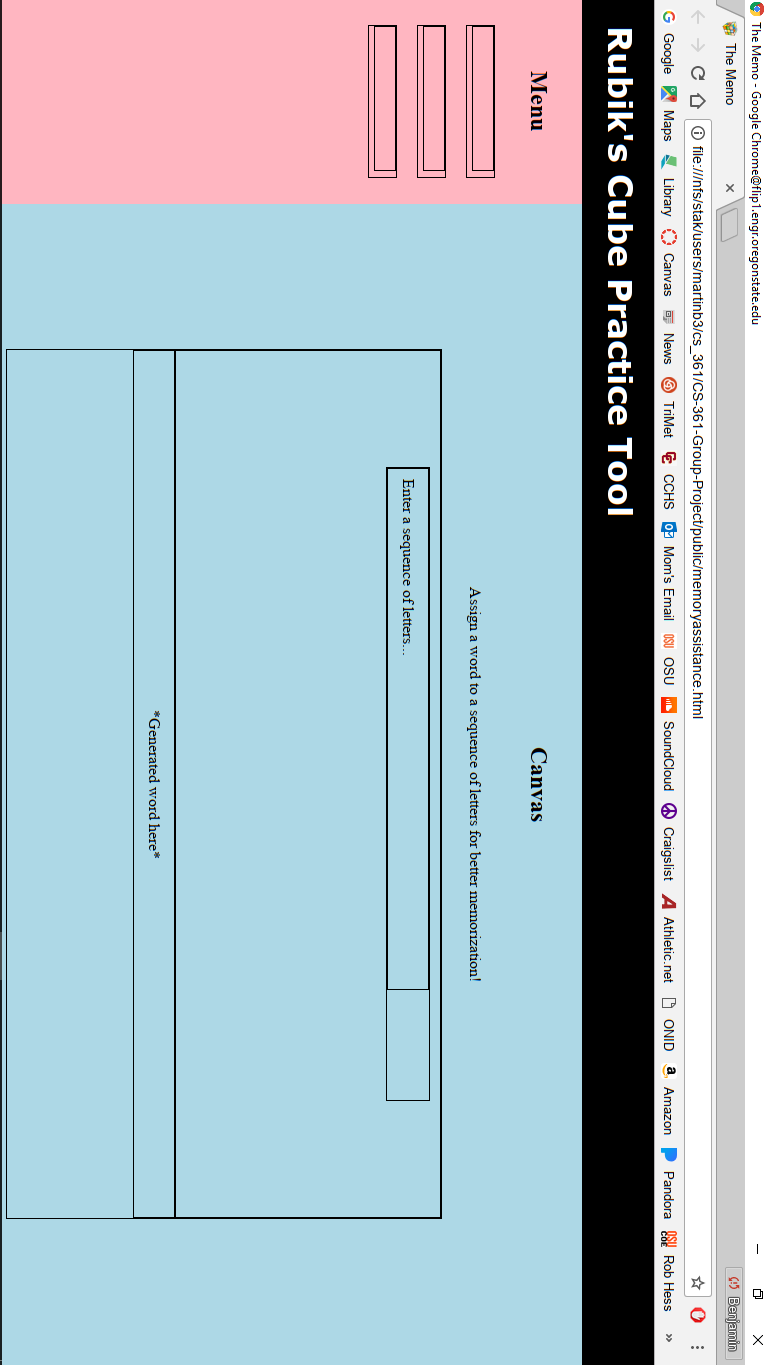 The Memo - Google Chrome@flip1.engr.oregonstate.edu
The Memo
Benjamin
file:///nfs/stak/users/martinb3/cs_361/CS-361-Group-Project/public/memoryassistance.html
Google Maps Library Canvas News TriMet CCHS Mom's Email OSU SoundCloud Craigslist Athletic.net ONID Amazon Pandora Rob Hess »
Rubik's Cube Practice Tool
Menu
Canvas
Assign a word to a sequence of letters for better memorization!
Enter a sequence of letters...
*Generated word here*